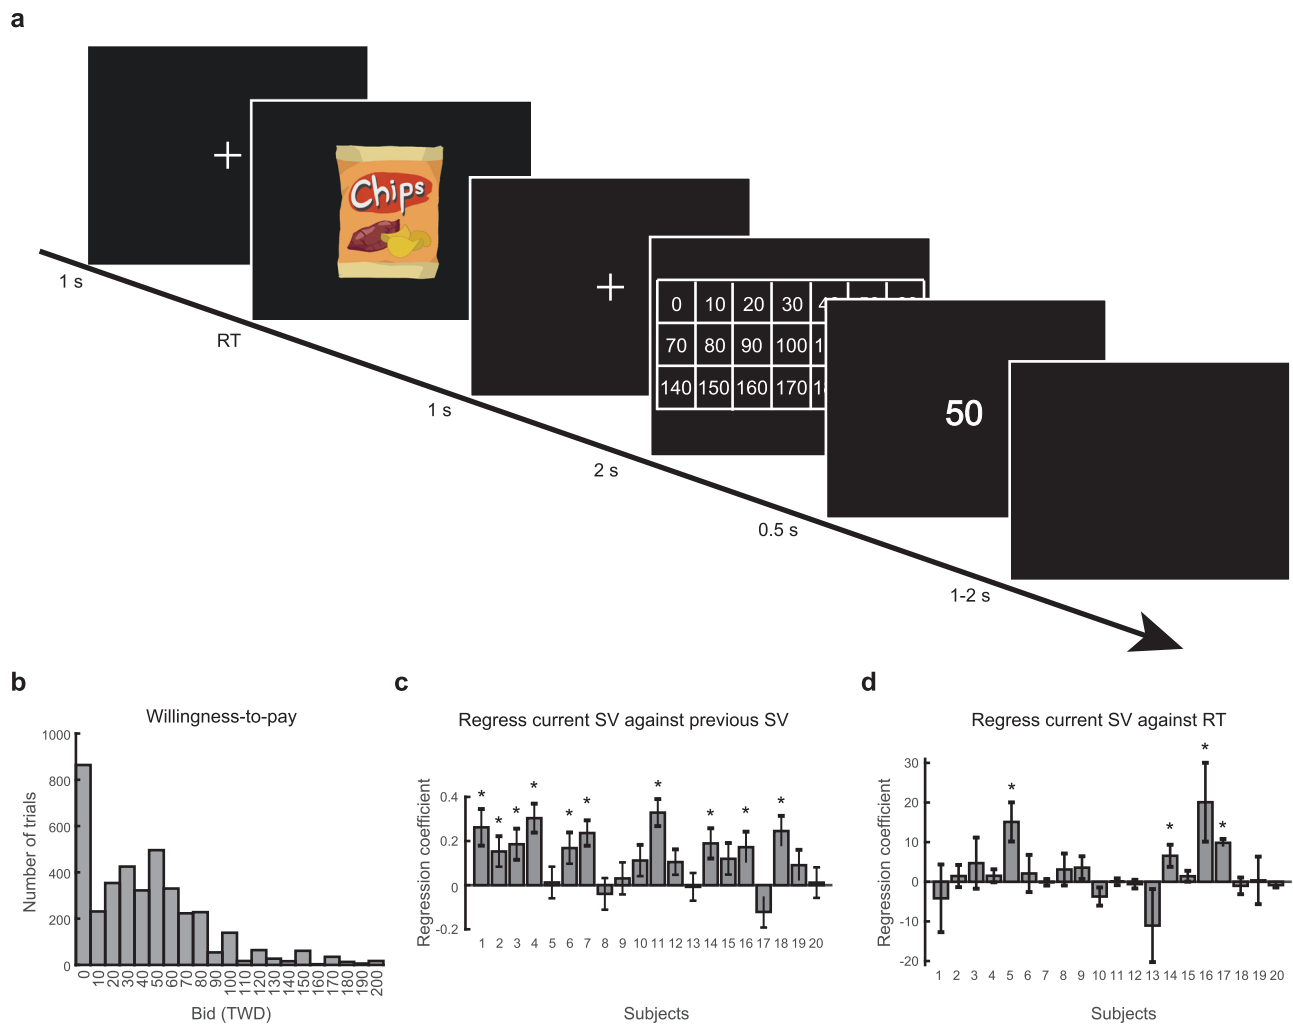 a
Chips
0 10 20 30
70 80 90 100
140 150 160 170
50
1 s
RT
1 s
2 s
0.5 s
1-2 s
b
Willingness-to-pay
Number of trials
1000
800
600
400
200
0
0 10 20 30 40 50 60 70 80 90 100 110 120 130 140 150 160 170 180 190 200
Bid (TWD)
c
Regress current SV against previous SV
Regression coefficient
0.4
0.2
0
-0.2
* * * * * * * * * *
1 2 3 4 5 6 7 8 9 10 11 12 13 14 15 16 17 18 19 20
Subjects
d
Regress current SV against RT
Regression coefficient
30
20
10
0
-10
-20
* * * *
1 2 3 4 5 6 7 8 9 10 11 12 13 14 15 16 17 18 19 20
Subjects